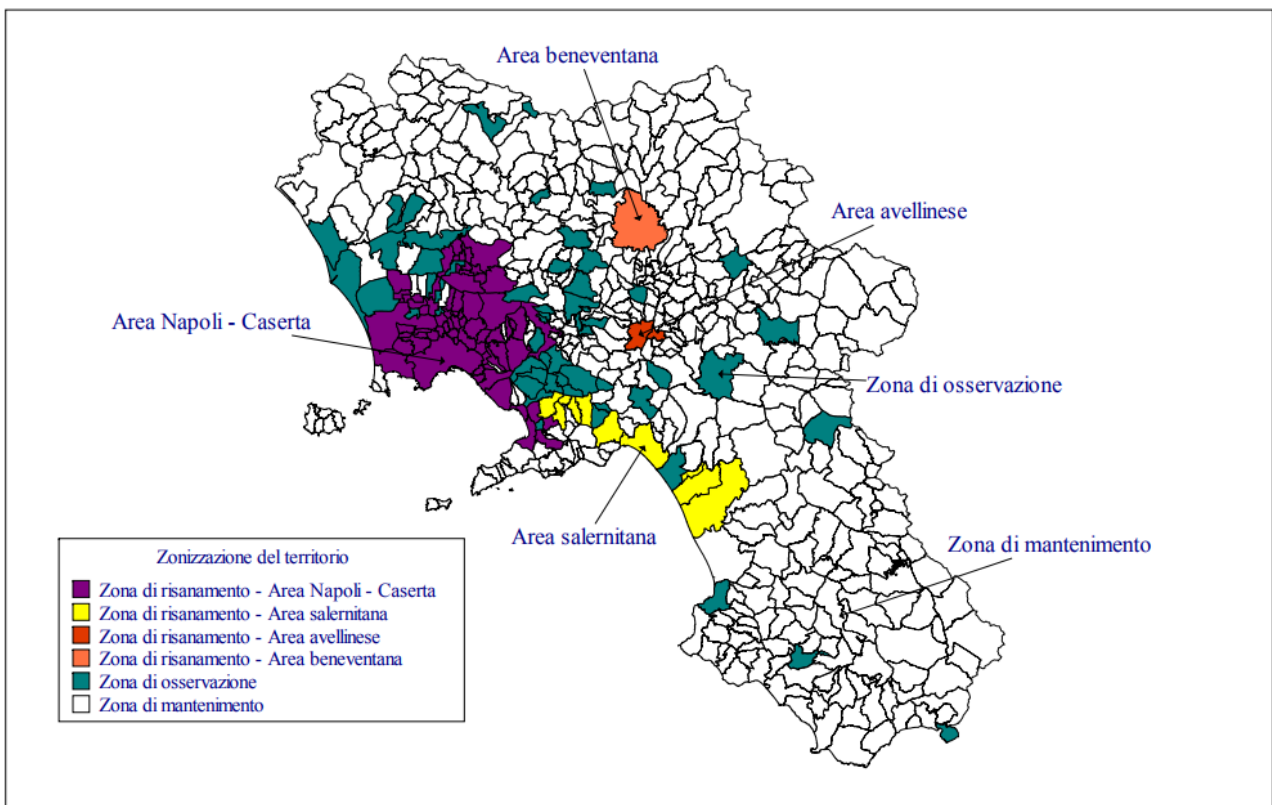 Area beneventana
Area avellinese
Area Napoli - Caserta
Zona di osservazione
Area salernitana
Zona di mantenimento
Zonizzazione del territorio
Zona di risanamento - Area Napoli - Caserta
Zona di risanamento - Area salernitana
Zona di risanamento - Area avellinese
Zona di risanamento - Area beneventana
Zona di osservazione
Zona di mantenimento